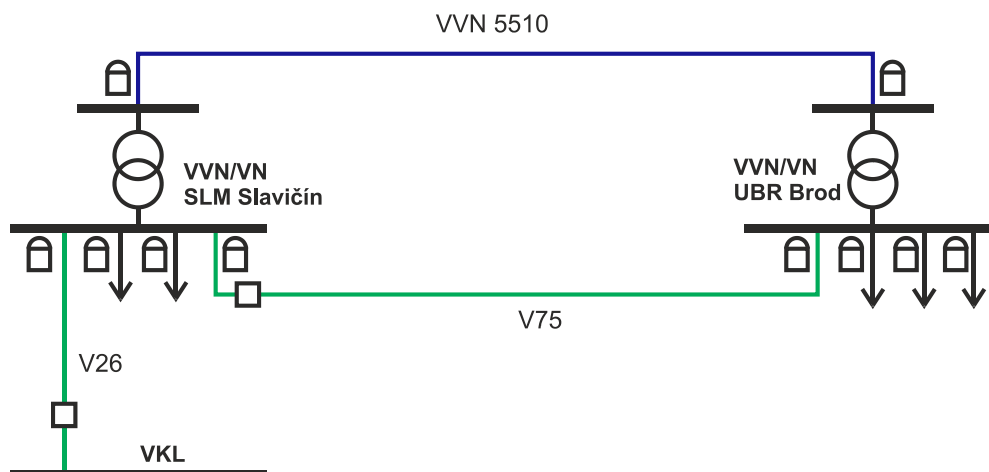 VVN 5510
VVN/VN
SLM Slavičín
VVN/VN
UBR Brod
V75
V26
VKL